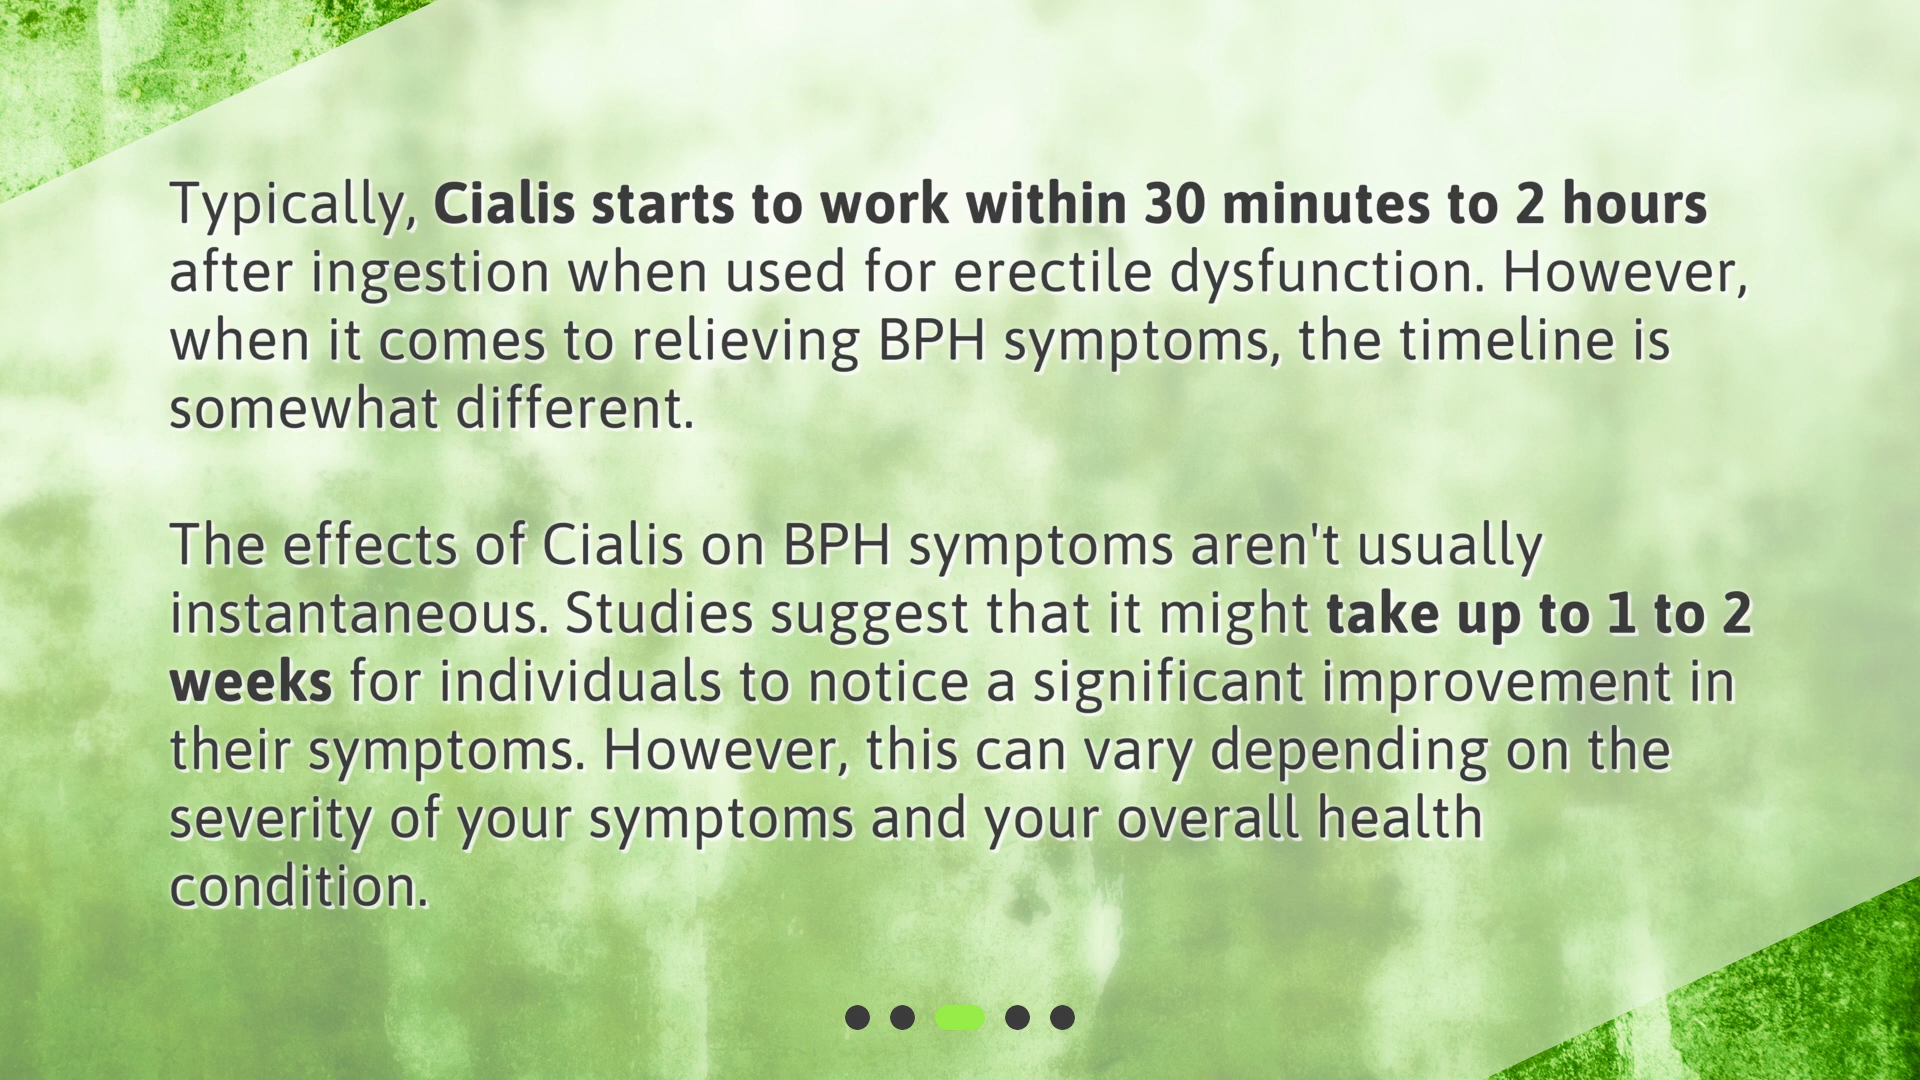 Typically, Cialis starts to work within 30 minutes to 2 hours
after ingestion when used for erectile dysfunction. However,
when it comes to relieving BPH symptoms, the timeline is
somewhat different.
The effects of Cialis on BPH symptoms aren't usually
instantaneous. Studies suggest that it might take up to 1 to 2
weeks for individuals to notice a significant improvement in
their symptoms. However, this can vary depending on the
severity of your symptoms and your overall health
condition.